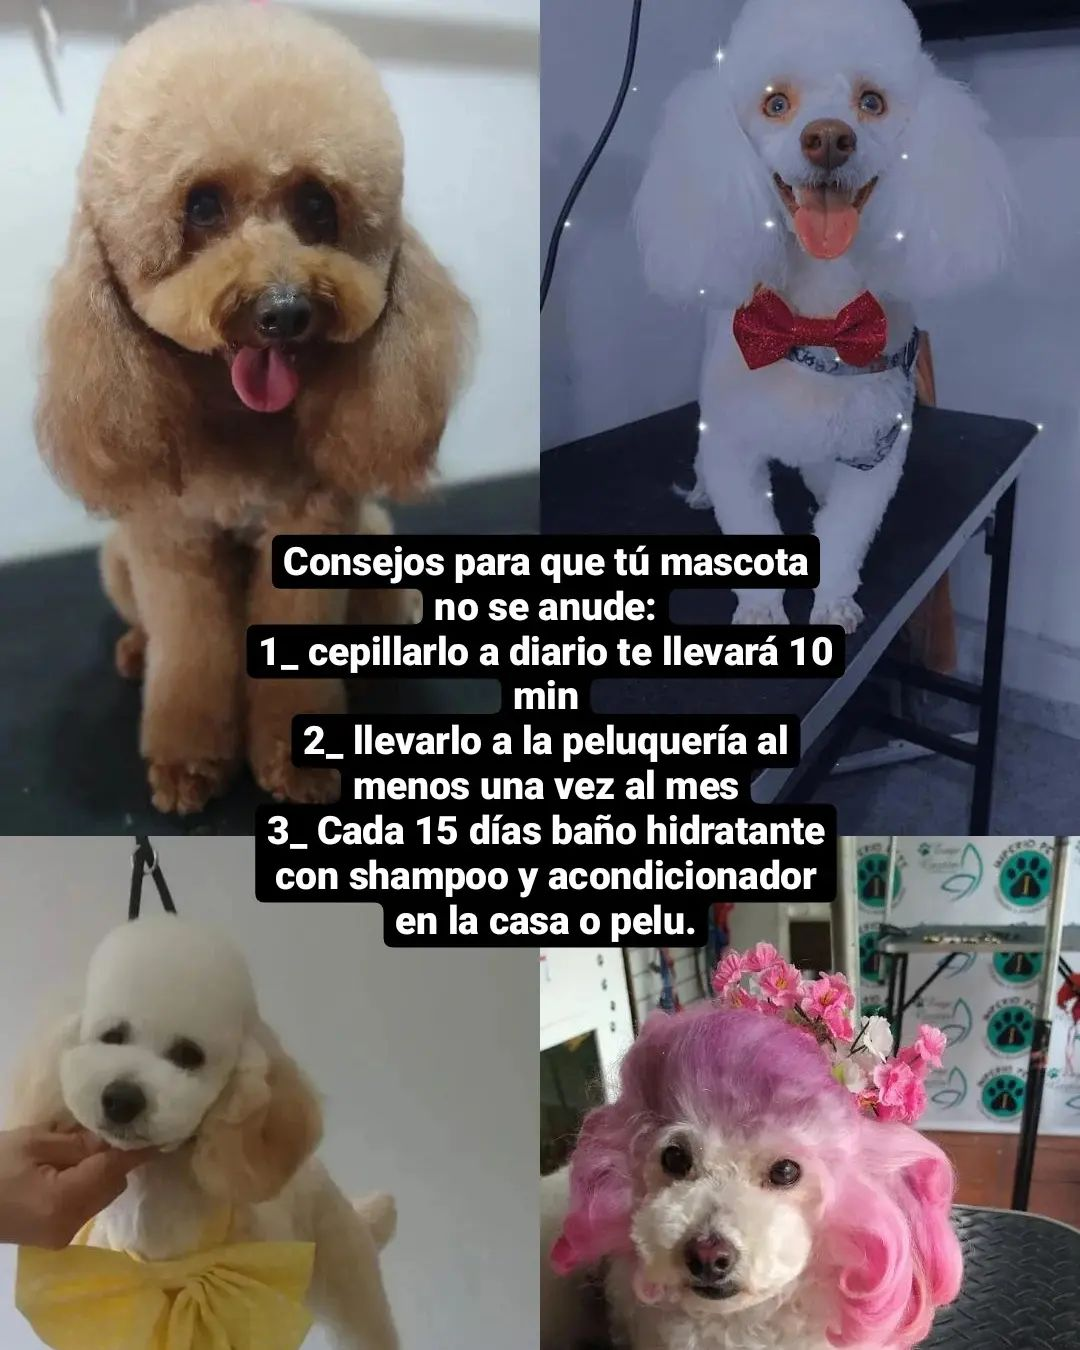 Consejos para que tú mascota
no se anude:
1_ cepillarlo a diario te llevará 10
min
2_ llevarlo a la peluquería al
menos una vez al mes
3_ Cada 15 días baño hidratante
con shampoo y acondicionador
en la casa o pelu.